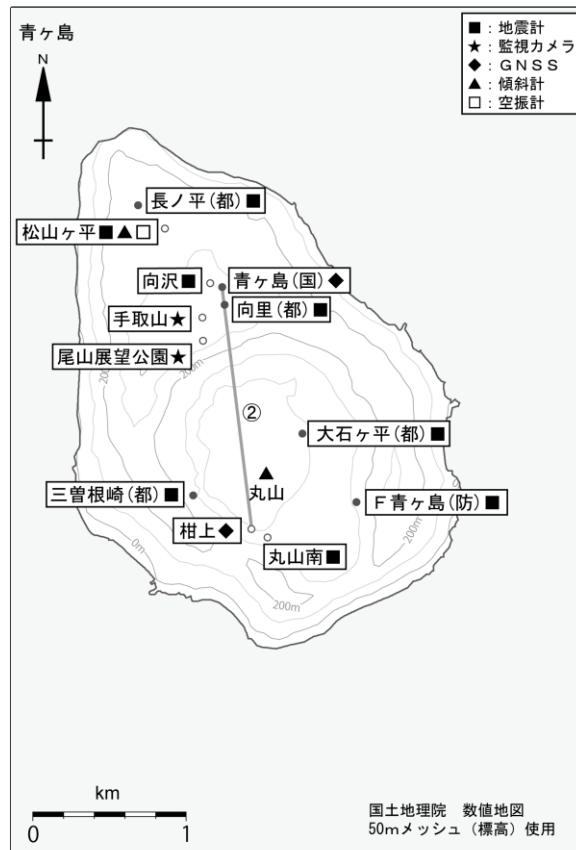 青ヶ島
N
■：地震計
★：監視カメラ
◆：ＧＮＳＳ
▲：傾斜計
□：空振計
長ノ平(都)■
松山ヶ平■▲□
向沢■
青ヶ島(国)◆
向里(都)■
手取山★
尾山展望公園★
200m
200m
②
大石ヶ平(都)■
丸山
三曽根崎(都)■
Ｆ青ヶ島(防)■
柑上◆
丸山南■
0m
200m
200m
km
0 1
国土地理院　数値地図
50mメッシュ（標高）使用